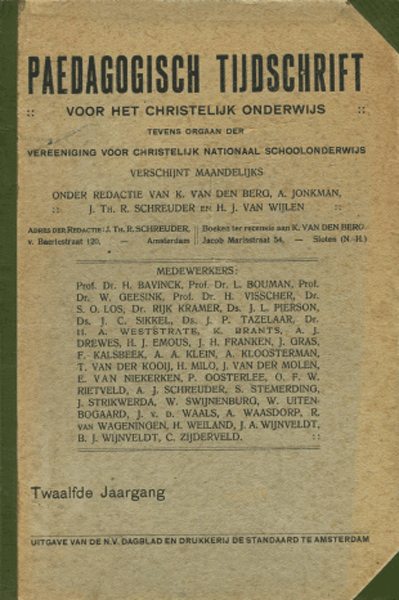 PAEDAGOGISCH TIJDSCHRIFT
:: VOOR HET CHRISTELIJK ONDERWIJS ::
TEVENS ORGAAN DER
VEREENIGING VOOR CHRISTELIJK NATIONAAL SCHOOLONDERWIJS
VERSCHIJNT MAANDELIJKS
ONDER REDACTIE VAN K. VAN DEN BERG, A. JONKMAN,
:: J. TH. R. SCHREUDER EN H. J. VAN WIJLEN ::
ADRES DER REDACTIE: J. TH. R. SCHREUDER,
v. Baerlestraat 120, — Amsterdam
Boeken ter recensie aan K. VAN DEN BERG
Jacob Marisstraat 54, — Sloten (N.-H.)
MEDEWERKERS:
Prof. Dr. H. BAVINCK, Prof. Dr. L. BOUMAN, Prof.
Dr. W. GEESINK, Prof. Dr. H. VISSCHER, Dr.
S. O. LOS, Dr. RIJK KRAMER, Ds. J. L. PIERSON,
Ds. J. C. SIKKEL, Ds. J. P. TAZELAAR, Dr.
H. A. WESTSTRATE, K. BRANTS, A. J.
DREWES, H. J. EMOUS, J. H. FRANKEN, J. GRAS,
F. KALSBEEK, A. A. KLEIN, A. KLOOSTERMAN,
T. VAN DER KOOIJ, H. MILO, J. VAN DER MOLEN,
E. VAN NIEKERKEN, P. OOSTERLEE, O. F. W.
RIETVELD, A. J. SCHREUDER, S. STEMERDING,
J. STRIKWERDA, W. SWIJNENBURG, W. UITEN-
BOGAARD, J. v. D. WAALS, A. WAASDORP, R.
VAN WAGENINGEN, H. WEILAND, J. A. WIJNVELDT,
B. J. WIJNVELDT, C. ZIJDERVELD. ::
Twaalfde Jaargang
UITGAVE VAN DE N.V. DAGBLAD EN DRUKKERIJ DE STANDAARD TE AMSTERDAM